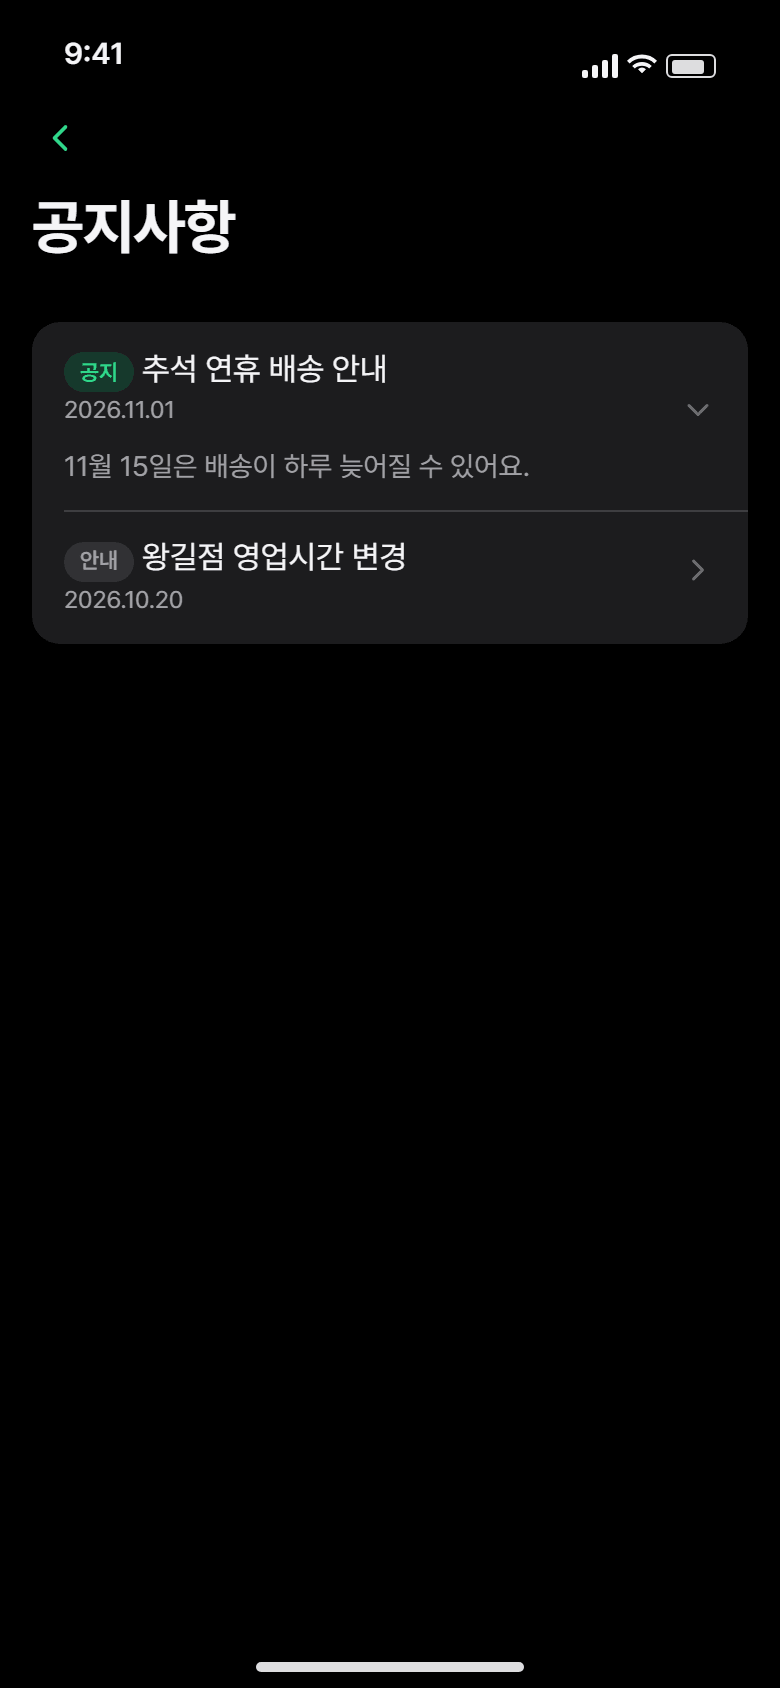 9:41
공지사항
공지 추석 연휴 배송 안내
2026.11.01
11월 15일은 배송이 하루 늦어질 수 있어요.
안내 왕길점 영업시간 변경
2026.10.20